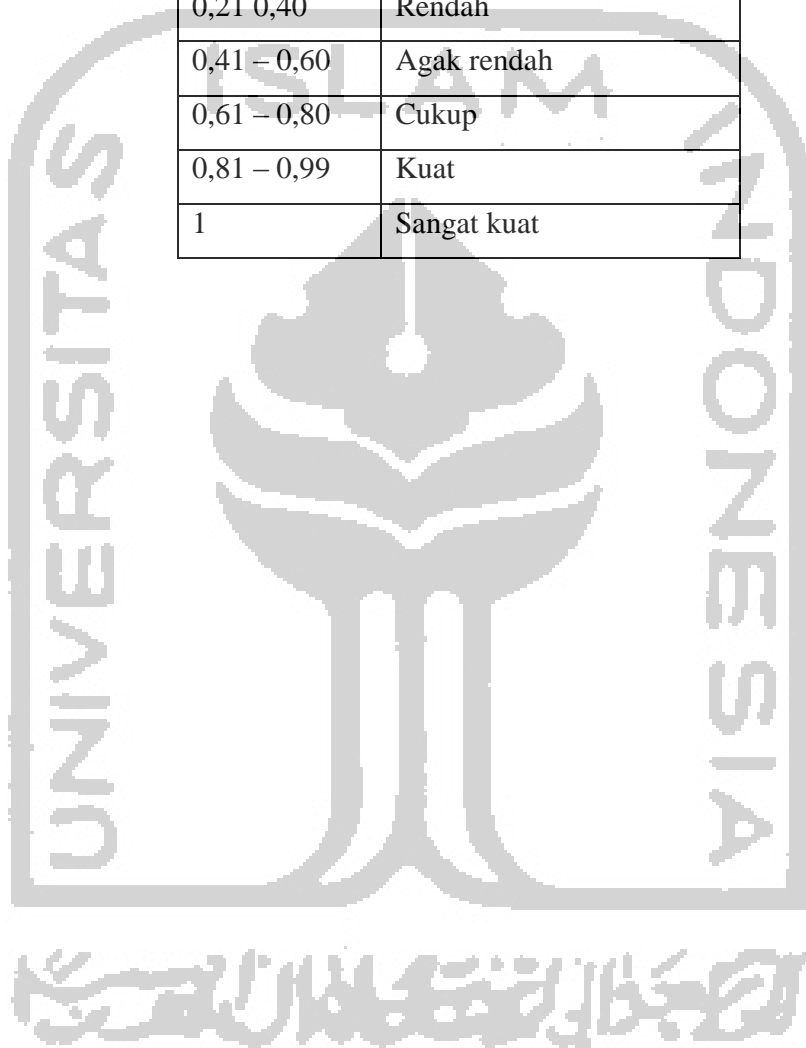 0,21 0,40 Rendah
0,41 – 0,60 Agak rendah
0,61 – 0,80 Cukup
0,81 – 0,99 Kuat
1 Sangat kuat
ISLAM
UNIVERSITAS
INDONESIA